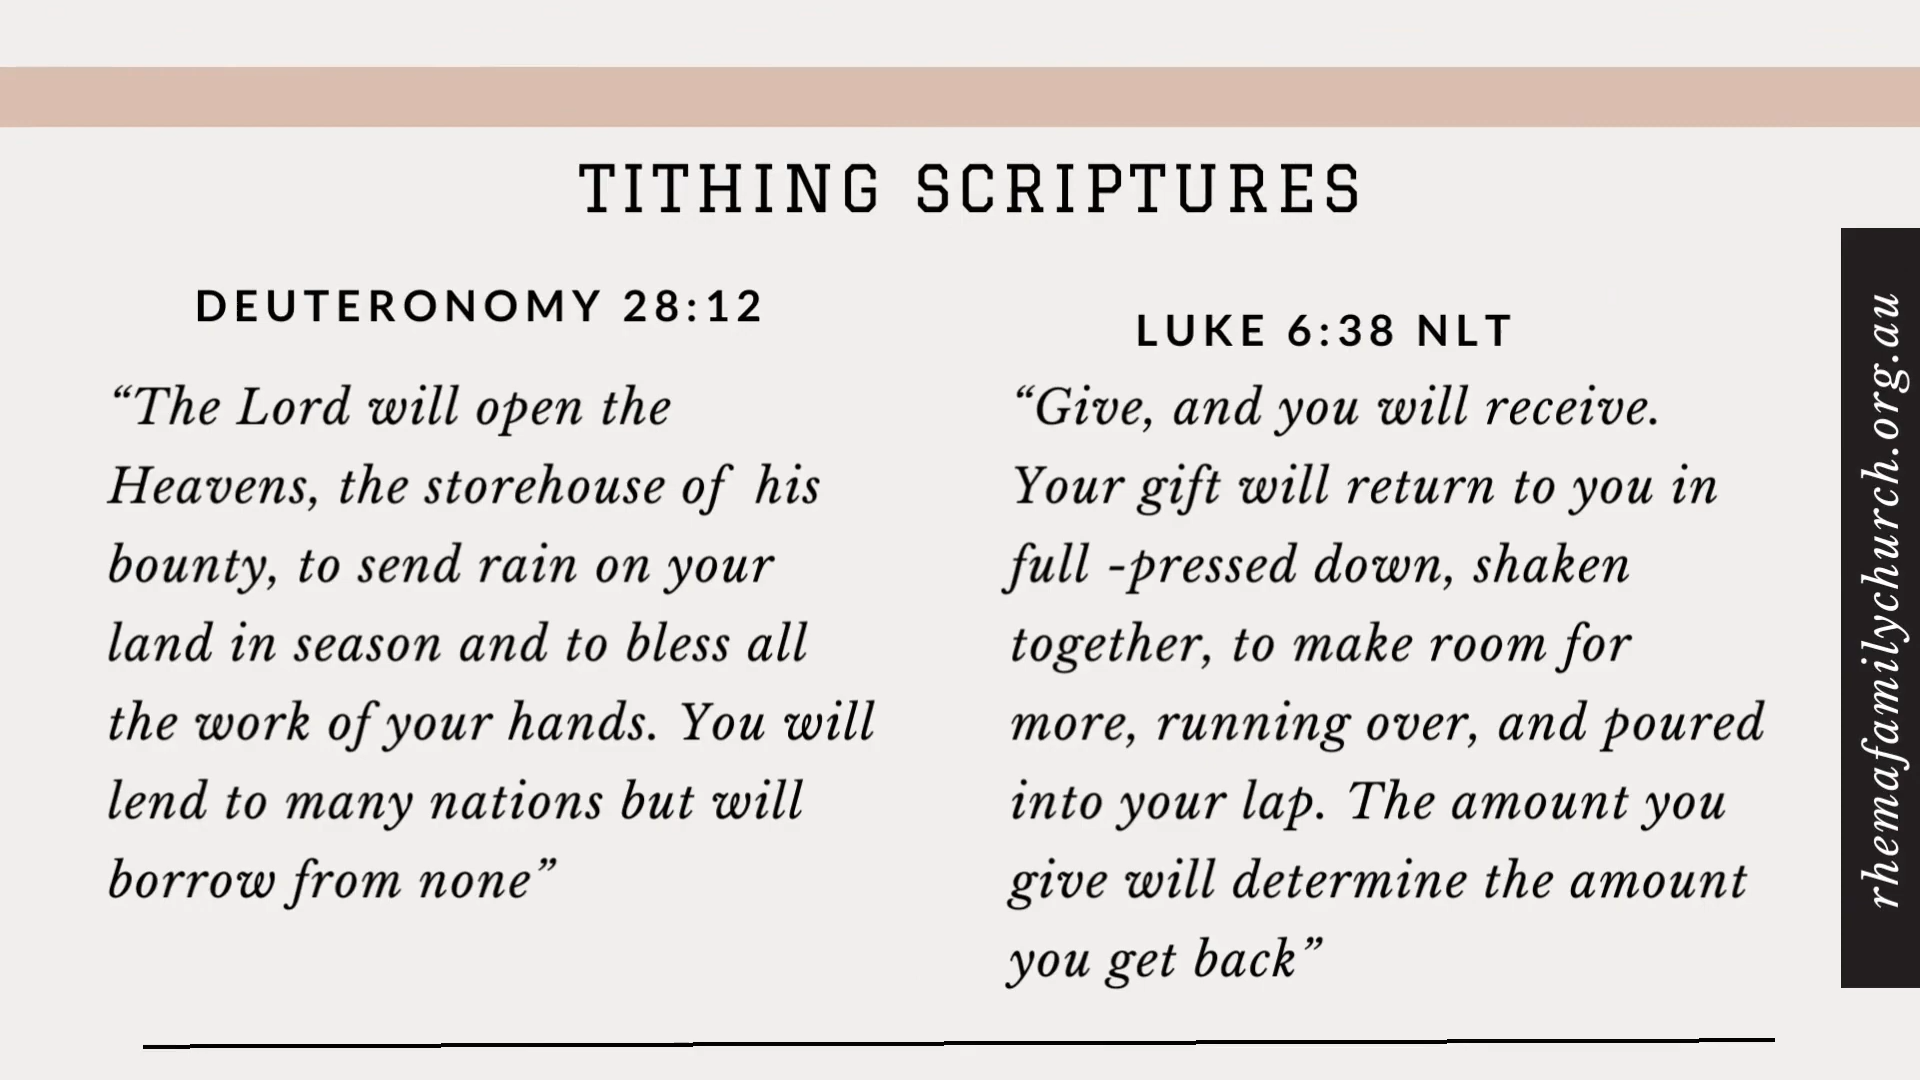 TITHING SCRIPTURES
DEUTERONOMY 28:12
“The Lord will open the
Heavens, the storehouse of  his
bounty, to send rain on your
land in season and to bless all
the work of your hands. You will
lend to many nations but will
borrow from none”
LUKE 6:38 NLT
“Give, and you will receive.
Your gift will return to you in
full -pressed down, shaken
together, to make room for
more, running over, and poured
into your lap. The amount you
give will determine the amount
you get back”
rhemafamilychurch.org.au